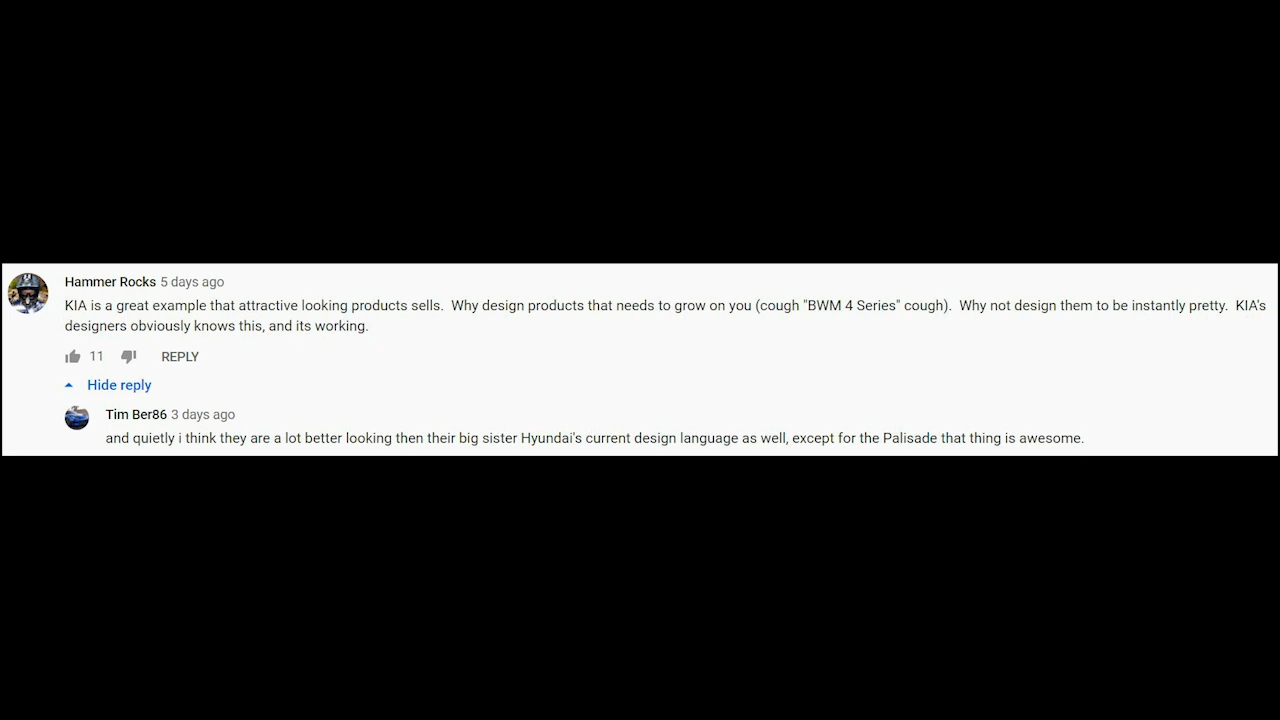 Hammer Rocks 5 days ago
KIA is a great example that attractive looking products sells.  Why design products that needs to grow on you (cough "BWM 4 Series" cough).  Why not design them to be instantly pretty.  KIA's
designers obviously knows this, and its working.
11 REPLY
Hide reply
Tim Ber86 3 days ago
and quietly i think they are a lot better looking then their big sister Hyundai's current design language as well, except for the Palisade that thing is awesome.